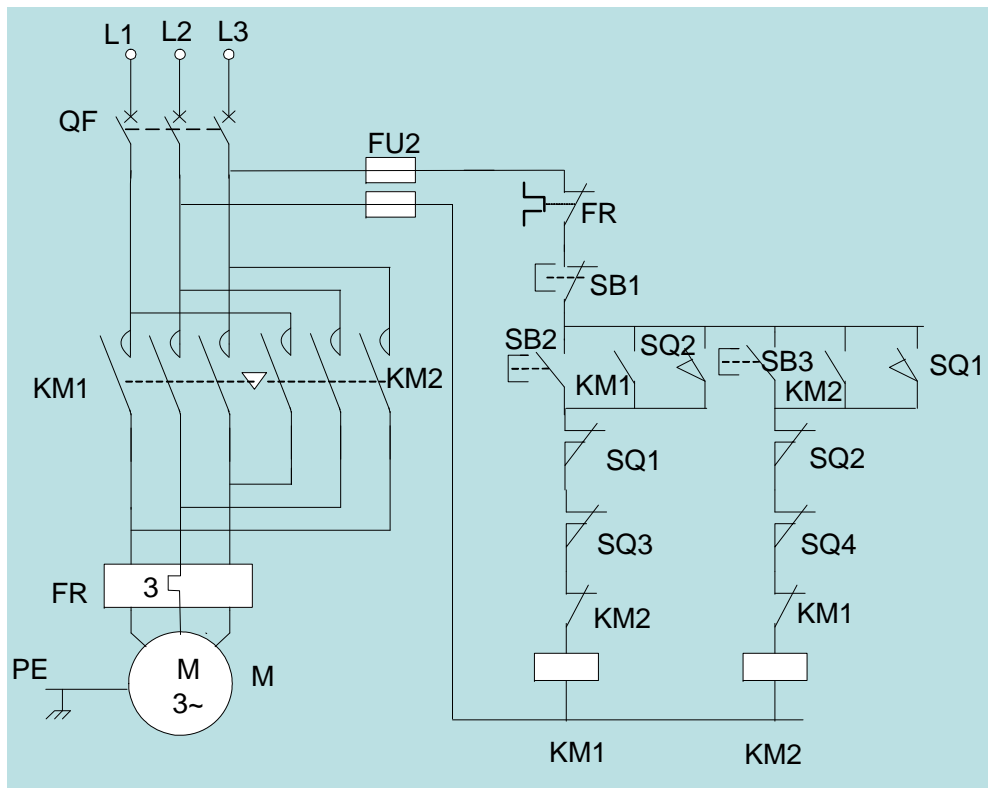 L1 L2 L3
QF
FU2
FR
SB1
SB2 SQ2 SB3 SQ1
KM1 KM2 KM1 KM2
SQ1 SQ2
SQ3 SQ4
FR 3
KM2 KM1
PE M M
3~
KM1 KM2